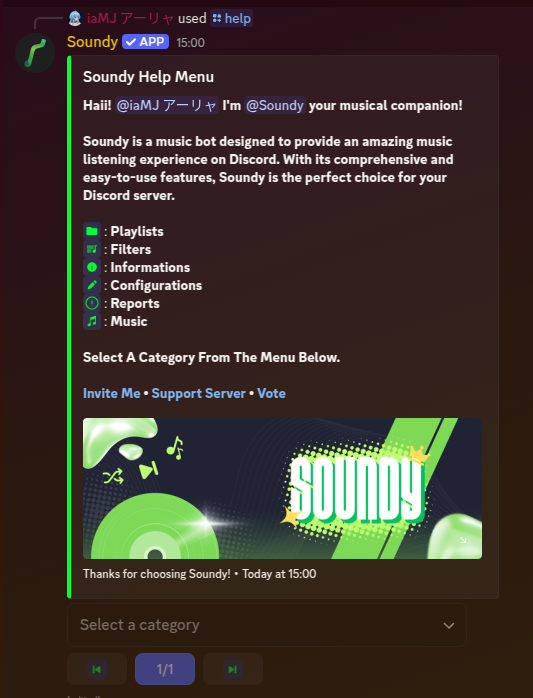 iaMJ アーリャ used help
Soundy APP 15:00
Soundy Help Menu
Haii! @iaMJ アーリャ I'm @Soundy your musical companion!
Soundy is a music bot designed to provide an amazing music
listening experience on Discord. With its comprehensive and
easy-to-use features, Soundy is the perfect choice for your
Discord server.
: Playlists
: Filters
: Informations
: Configurations
: Reports
: Music
Select A Category From The Menu Below.
Invite Me • Support Server • Vote
SOUNDY
Thanks for choosing Soundy! • Today at 15:00
Select a category
1/1